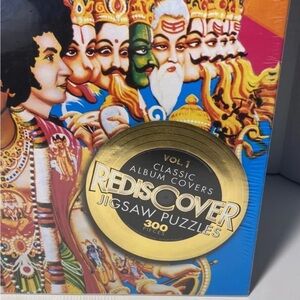 VOL. 1
CLASSIC
ALBUM COVERS
REDISCOVER
JIGSAW PUZZLES
300